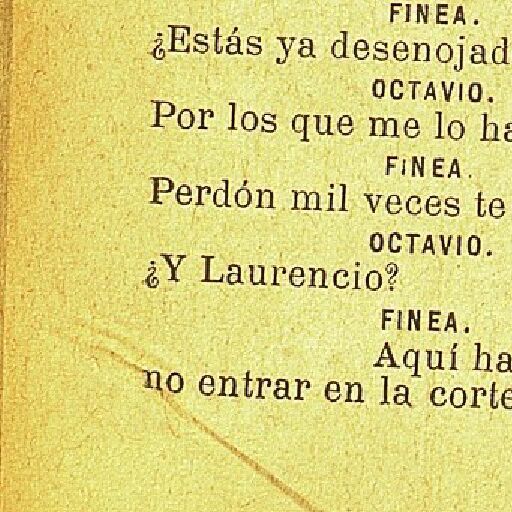 FINEA.
¿Estás ya desenojad
OCTAVIO.
Por los que me lo ha
FINEA.
Perdón mil veces te
OCTAVIO.
¿Y Laurencio?
FINEA.
Aquí ha
no entrar en la corte